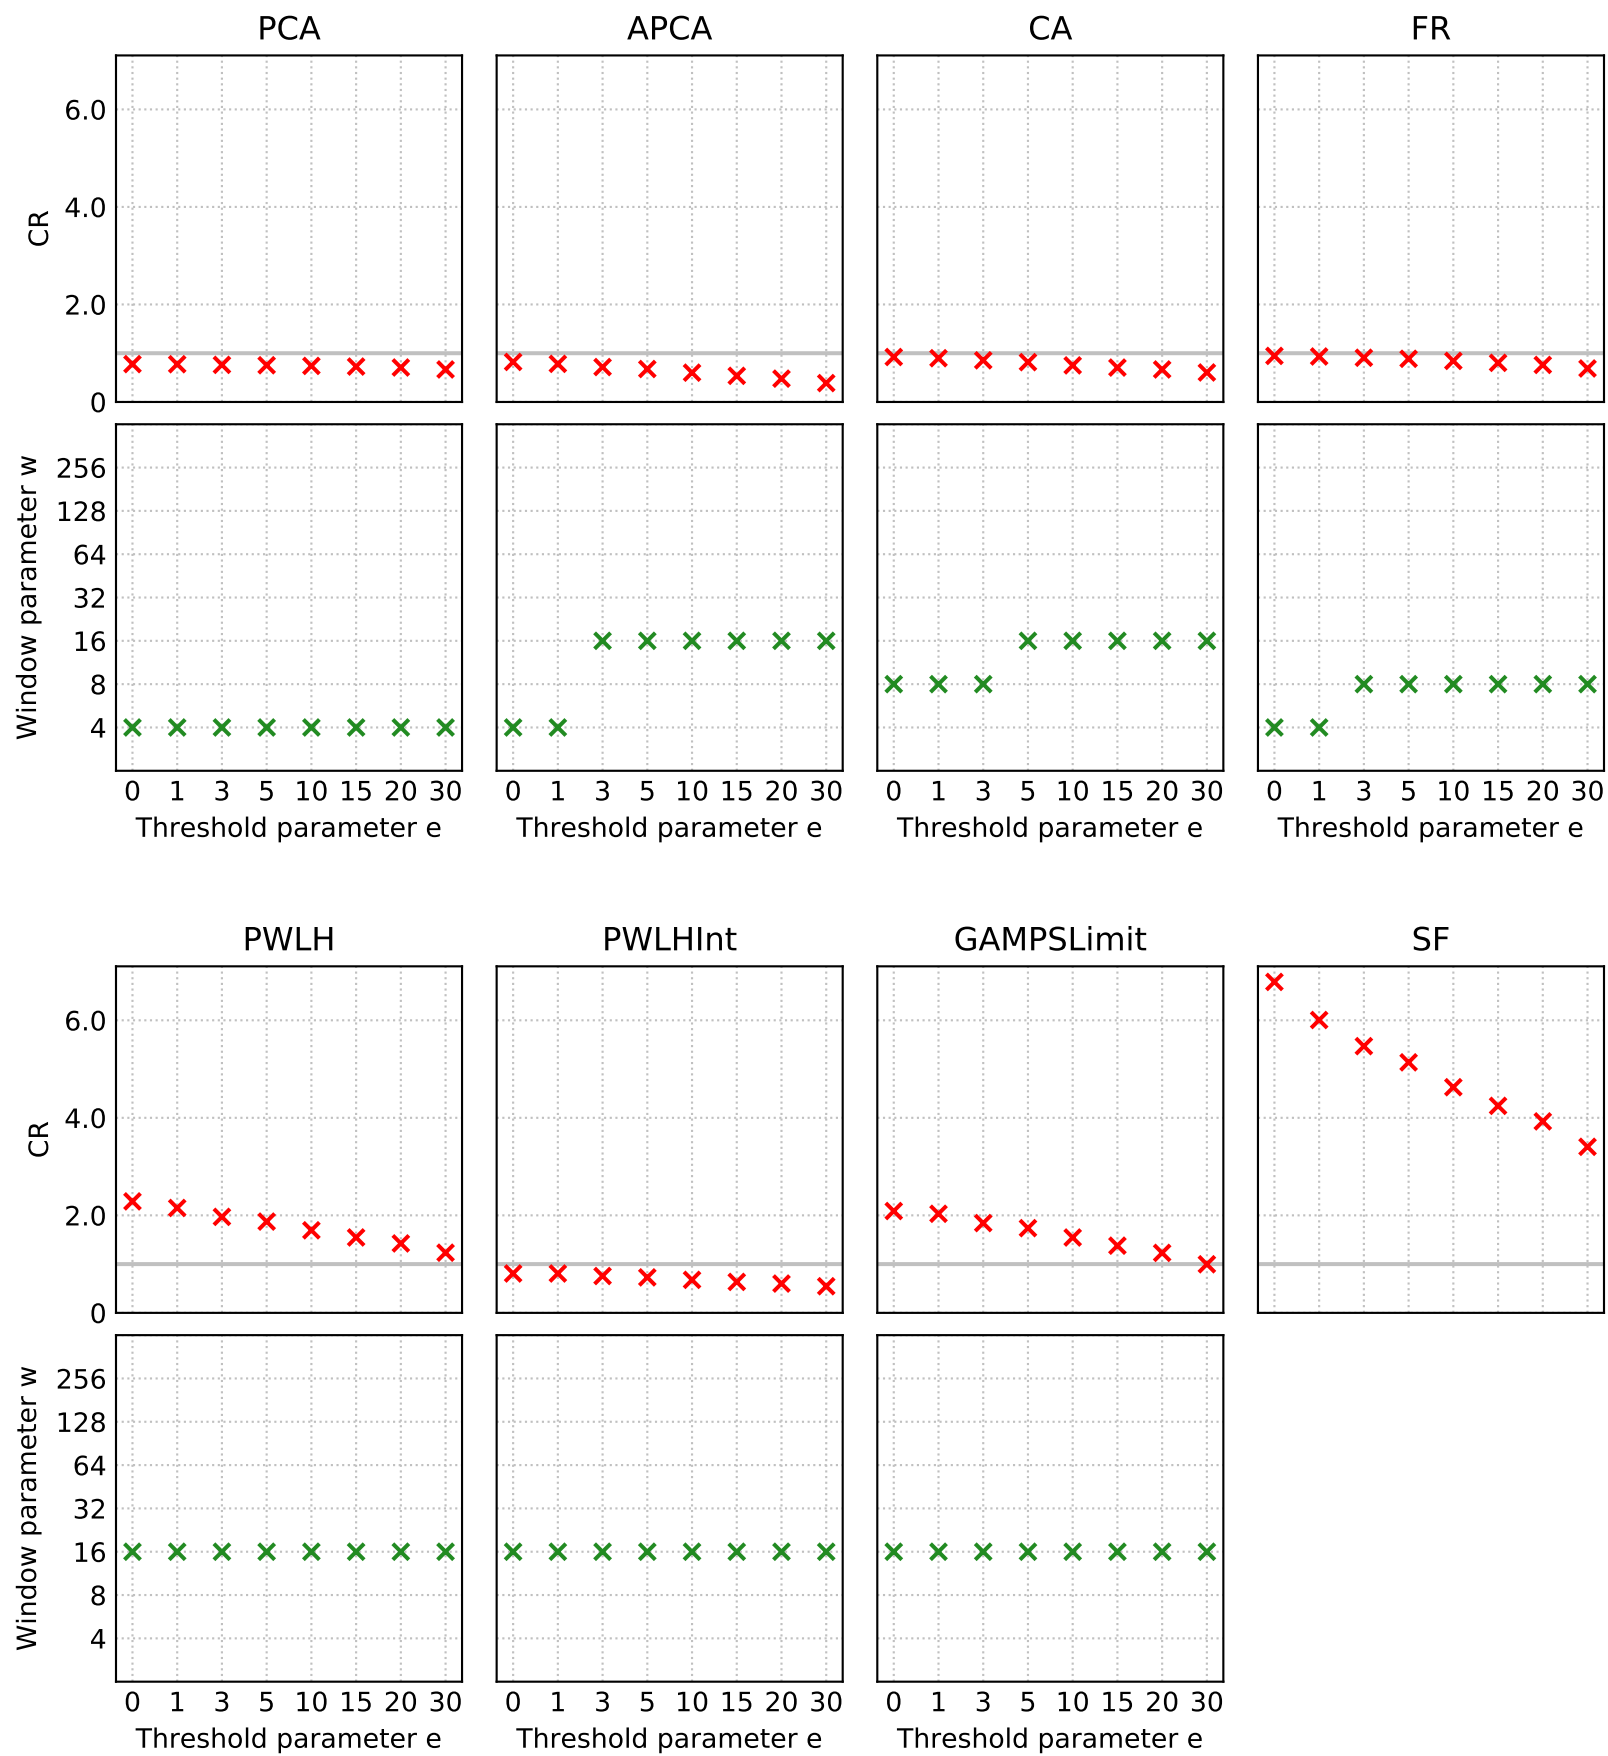 PCA APCA CA FR
CR
6.0
4.0
2.0
0
Window parameter w
256
128
64
32
16
8
4
0 1 3 5 10 15 20 30 0 1 3 5 10 15 20 30 0 1 3 5 10 15 20 30 0 1 3 5 10 15 20 30
Threshold parameter e Threshold parameter e Threshold parameter e Threshold parameter e
PWLH PWLHInt GAMPSLimit SF
CR
6.0
4.0
2.0
0
Window parameter w
256
128
64
32
16
8
4
0 1 3 5 10 15 20 30 0 1 3 5 10 15 20 30 0 1 3 5 10 15 20 30
Threshold parameter e Threshold parameter e Threshold parameter e